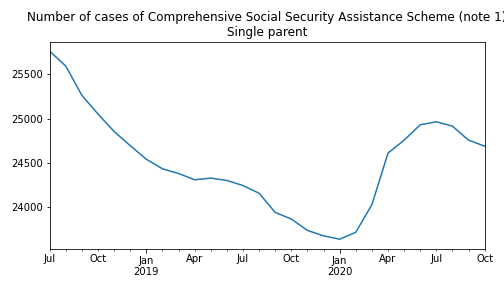 Number of cases of Comprehensive Social Security Assistance Scheme (note 1)
Single parent
25500
25000
24500
24000
Jul Oct Jan Apr Jul Oct Jan Apr Jul Oct
2019 2020